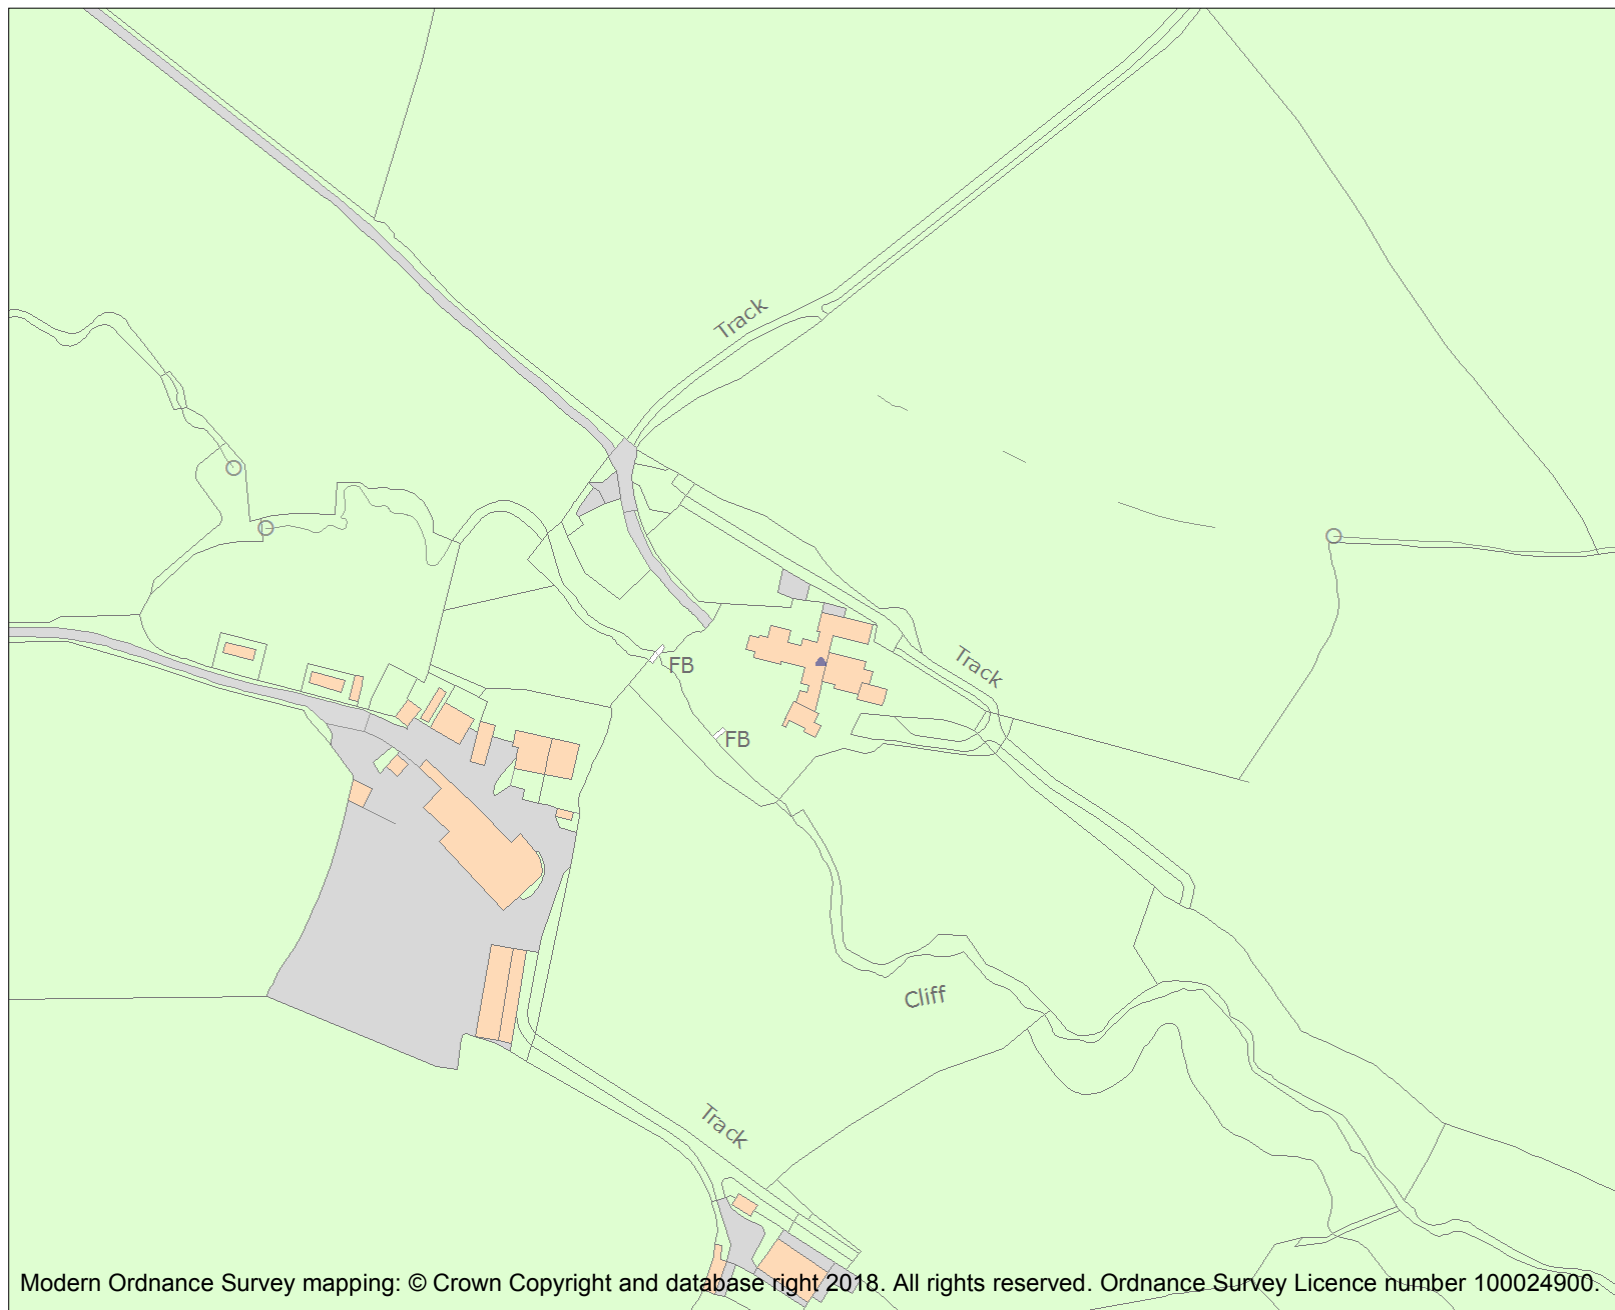 Track
FB
Track
FB
Cliff
Track
Modern Ordnance Survey mapping: © Crown Copyright and database right 2018. All rights reserved. Ordnance Survey Licence number 100024900.